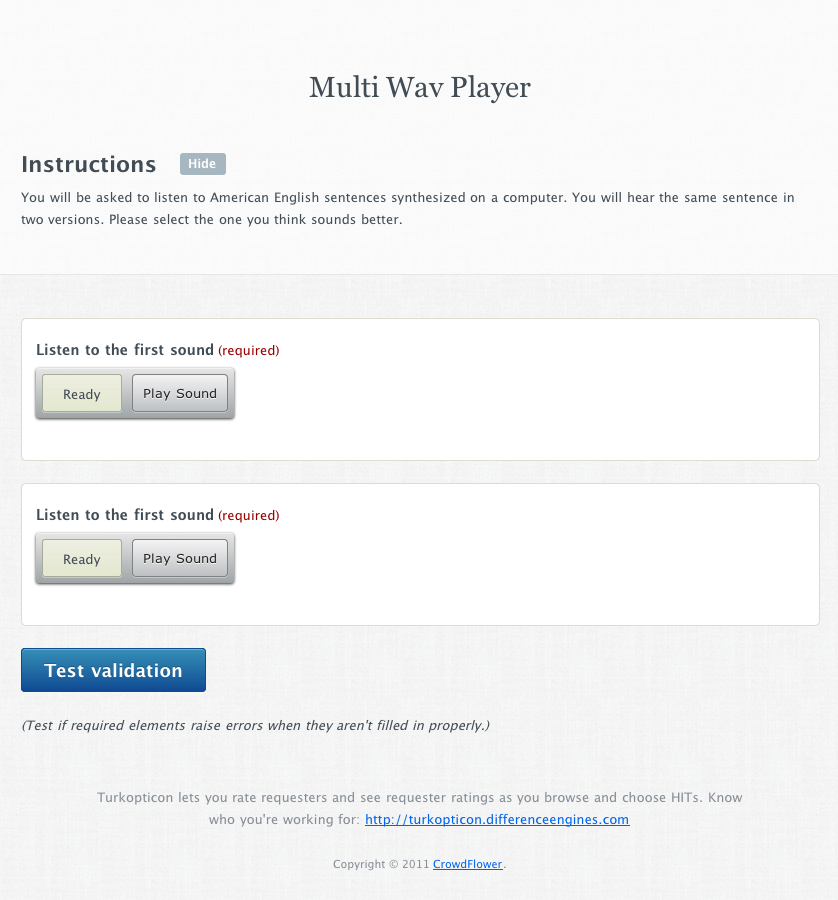 Multi Wav Player
Instructions
Hide
You will be asked to listen to American English sentences synthesized on a computer. You will hear the same sentence in
two versions. Please select the one you think sounds better.
Listen to the first sound (required)
Ready
Play Sound
Listen to the first sound (required)
Ready
Play Sound
Test validation
(Test if required elements raise errors when they aren't filled in properly.)
Turkopticon lets you rate requesters and see requester ratings as you browse and choose HITs. Know
who you're working for: http://turkopticon.differenceengines.com
Copyright © 2011 CrowdFlower.